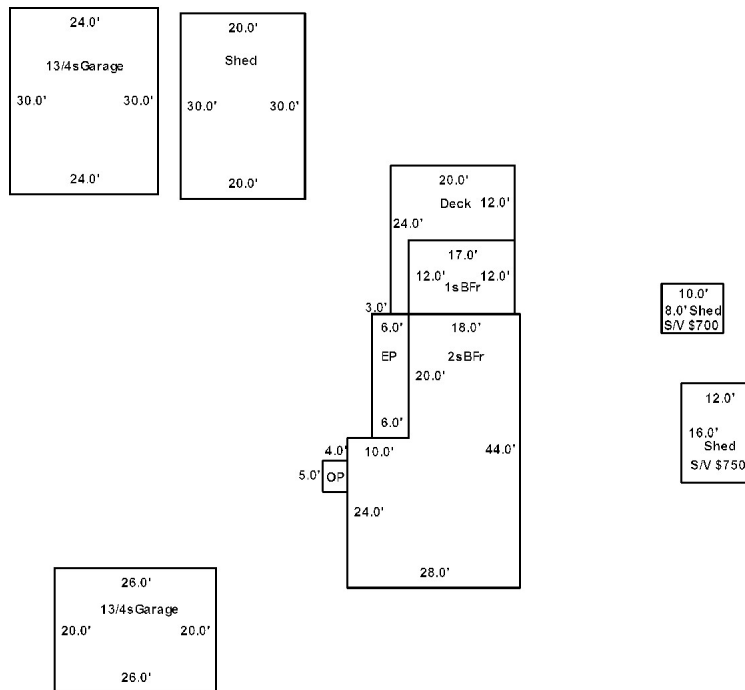 24.0'
13/4sGarage
30.0' 30.0'
24.0'
20.0'
Shed
30.0' 30.0'
20.0'
20.0'
Deck 12.0'
24.0'
17.0'
12.0' 12.0'
1sBFr
3.0'
6.0' 18.0'
EP 2sBFr
20.0'
6.0'
4.0' 10.0' 44.0'
5.0' OP
24.0'
28.0'
10.0'
8.0' Shed
S/V $700
12.0'
16.0'
Shed
S/V $750
26.0'
13/4sGarage
20.0' 20.0'
26.0'